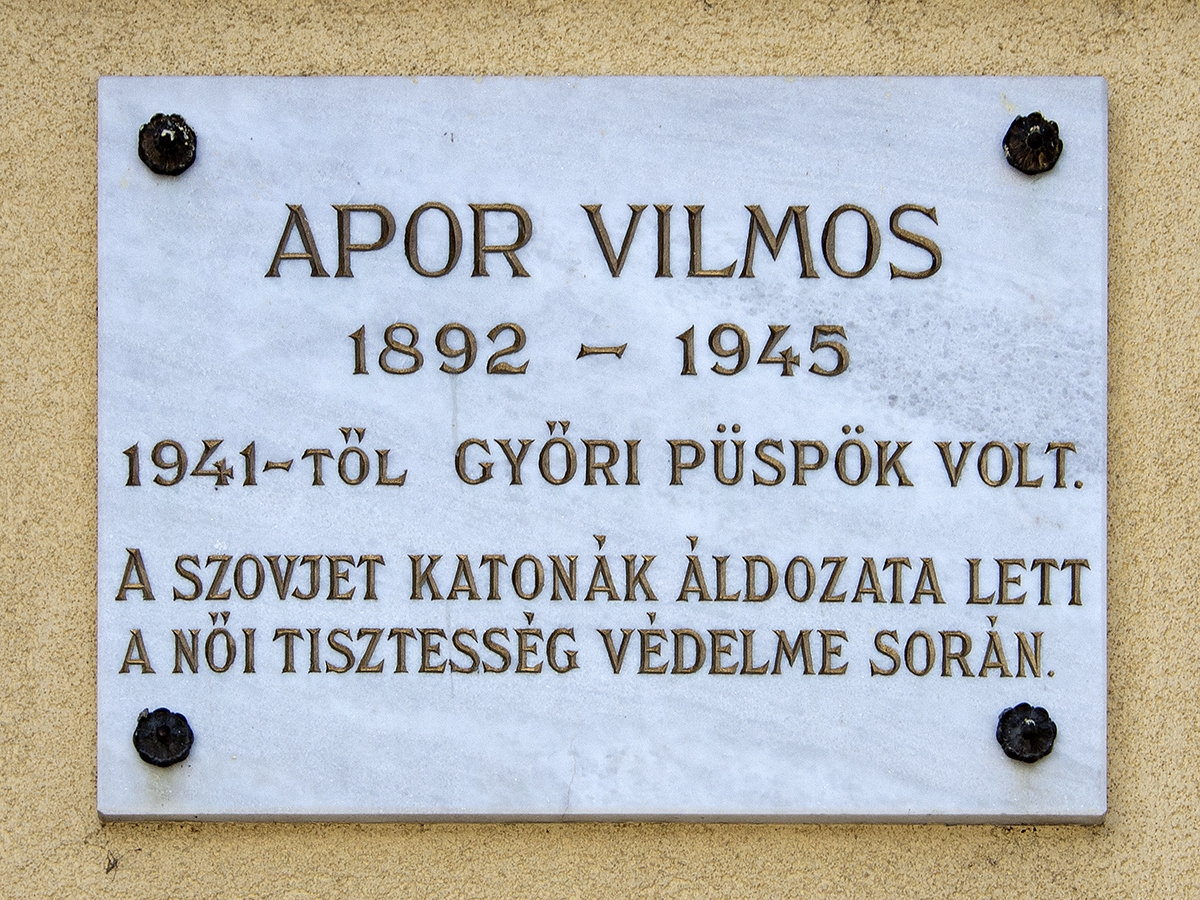 APOR VILMOS
1892 – 1945
1941-TŐL GYŐRI PÜSPÖK VOLT.
A SZOVJET KATONÁK ÁLDOZATA LETT
A NŐI TISZTESSÉG VÉDELME SORÁN.